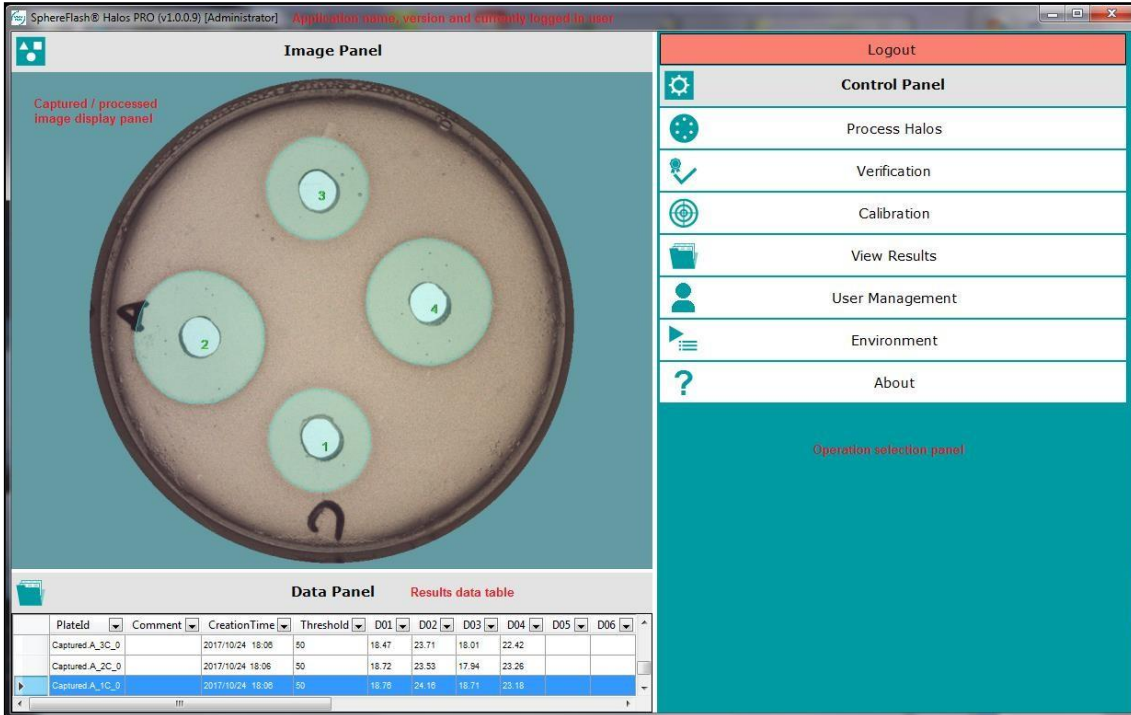 SphereFlash® Halos PRO (v1.0.0.9) [Administrator] Application name, version and currently logged in user
Image Panel
Captured / processed
image display panel
3
4
2
1
A
C
Logout
Control Panel
Process Halos
Verification
Calibration
View Results
User Management
Environment
About
Operation selection panel
Data Panel Results data table
PlateId Comment CreationTime Threshold D01 D02 D03 D04 D05 D06
Captured.A_3C_0 2017/10/24 18:06 50 18.47 23.71 18.01 22.42
Captured.A_2C_0 2017/10/24 18:06 50 18.72 23.53 17.94 23.26
Captured.A_1C_0 2017/10/24 18:06 50 18.76 24.16 18.71 23.18